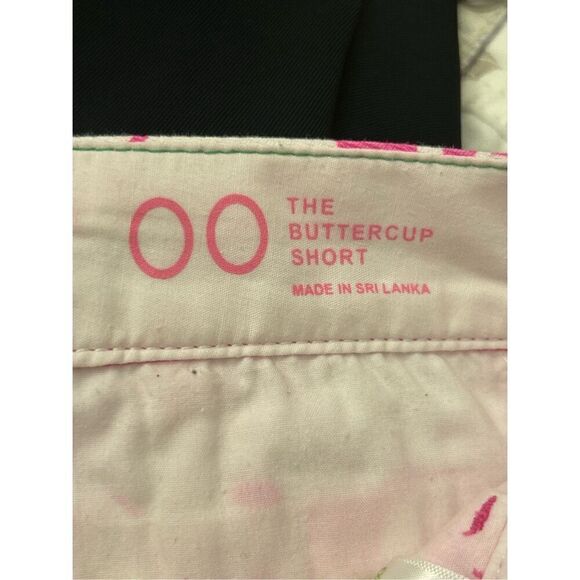 00
THE
BUTTERCUP
SHORT
MADE IN SRI LANKA